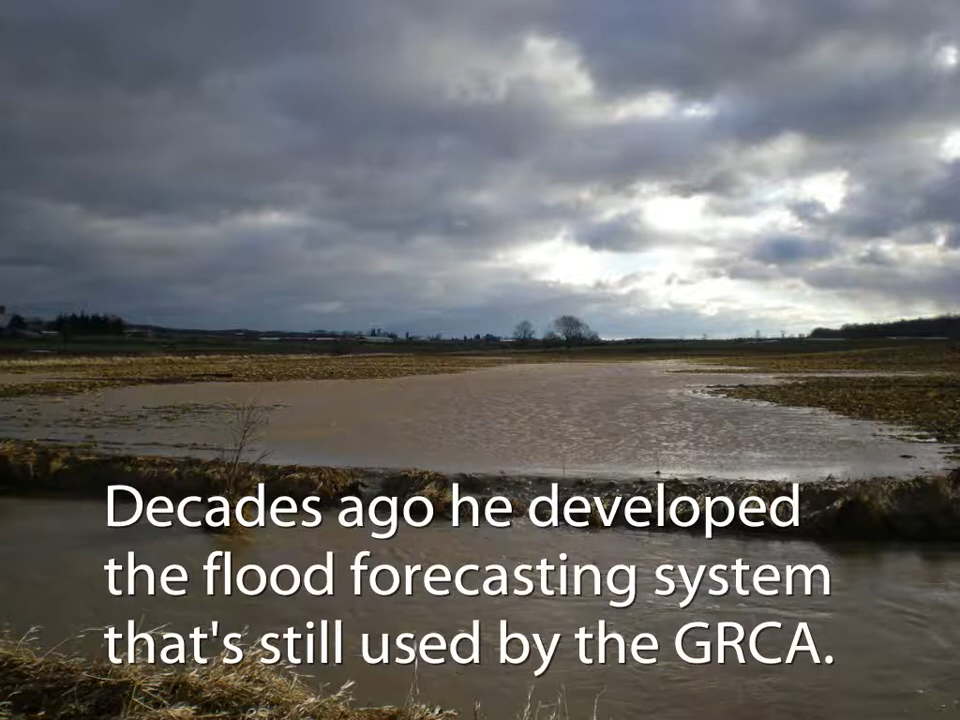 Decades ago he developed
the flood forecasting system
that's still used by the GRCA.